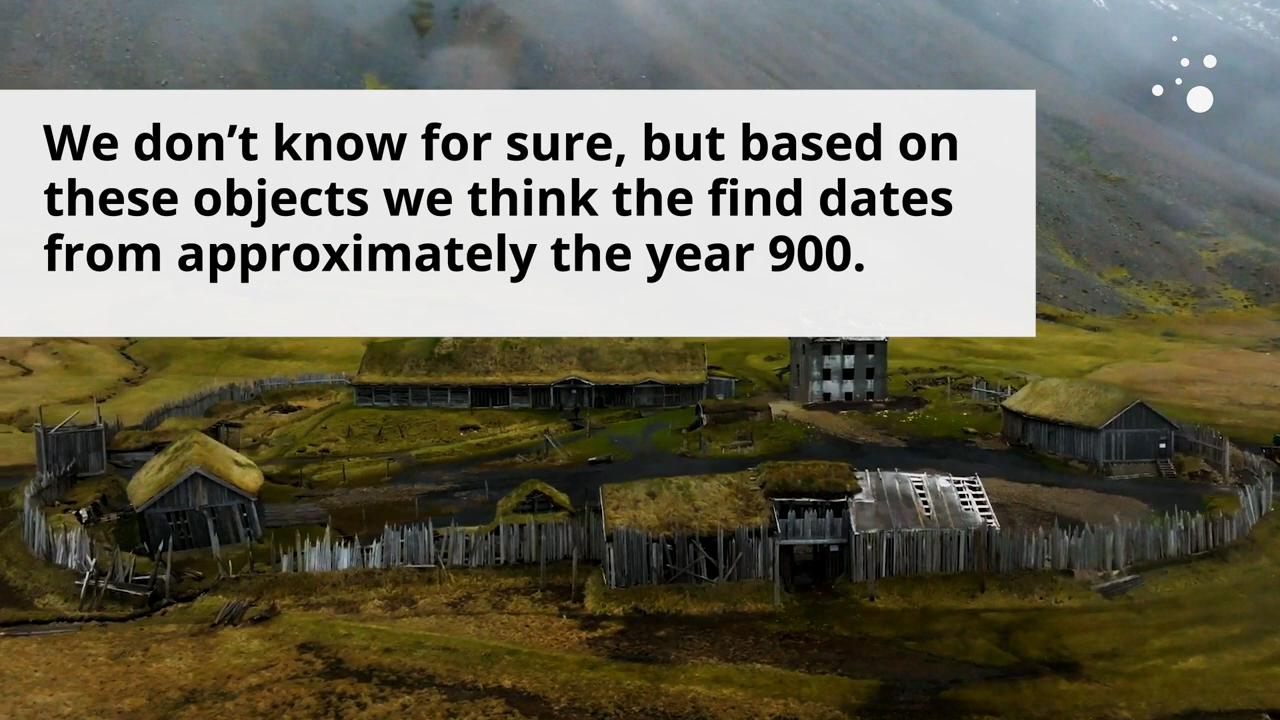 We don’t know for sure, but based on
these objects we think the find dates
from approximately the year 900.